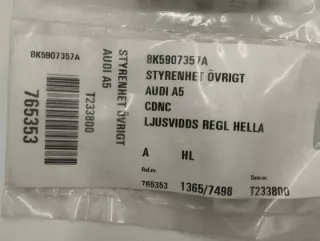 8K5907357A
STYRENHET ÖVRIGT
AUDI A5
T233800
765353
8K5907357A
STYRENHET ÖVRIGT
AUDI A5
CDNC
LJUSVIDDS REGL HELLA
A HL
Ref.nr. Dam.nr.
765353 1365/7498 T233800